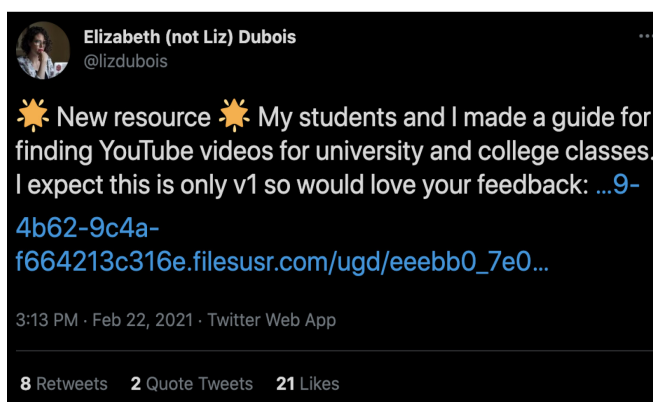 Elizabeth (not Liz) Dubois
@lizdubois
🌟 New resource 🌟 My students and I made a guide for
finding YouTube videos for university and college classes.
I expect this is only v1 so would love your feedback: ...9-
4b62-9c4a-
f664213c316e.filesusr.com/ugd/eeebb0_7e0...
3:13 PM · Feb 22, 2021 · Twitter Web App
8 Retweets 2 Quote Tweets 21 Likes